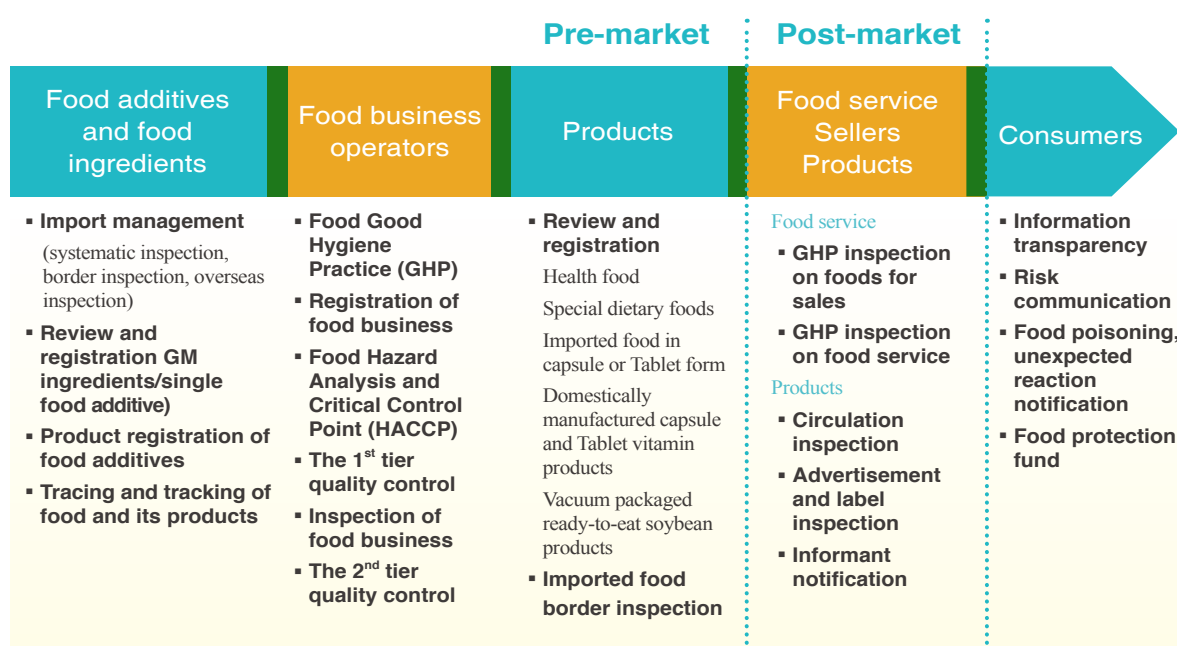 Pre-market
Post-market
Food additives
and food
ingredients
Food business
operators
Products
Food service
Sellers
Products
Consumers
▪ Import management
(systematic inspection,
border inspection, overseas
inspection)
▪ Review and
registration GM
ingredients/single
food additive)
▪ Product registration of
food additives
▪ Tracing and tracking of
food and its products
▪ Food Good
Hygiene
Practice (GHP)
▪ Registration of
food business
▪ Food Hazard
Analysis and
Critical Control
Point (HACCP)
▪ The 1st tier
quality control
▪ Inspection of
food business
▪ The 2nd tier
quality control
▪ Review and
registration
Health food
Special dietary foods
Imported food in
capsule or Tablet form
Domestically
manufactured capsule
and Tablet vitamin
products
Vacuum packaged
ready-to-eat soybean
products
▪ Imported food
border inspection
Food service
▪ GHP inspection
on foods for
sales
▪ GHP inspection
on food service
Products
▪ Circulation
inspection
▪ Advertisement
and label
inspection
▪ Informant
notification
▪ Information
transparency
▪ Risk
communication
▪ Food poisoning,
unexpected
reaction
notification
▪ Food protection
fund